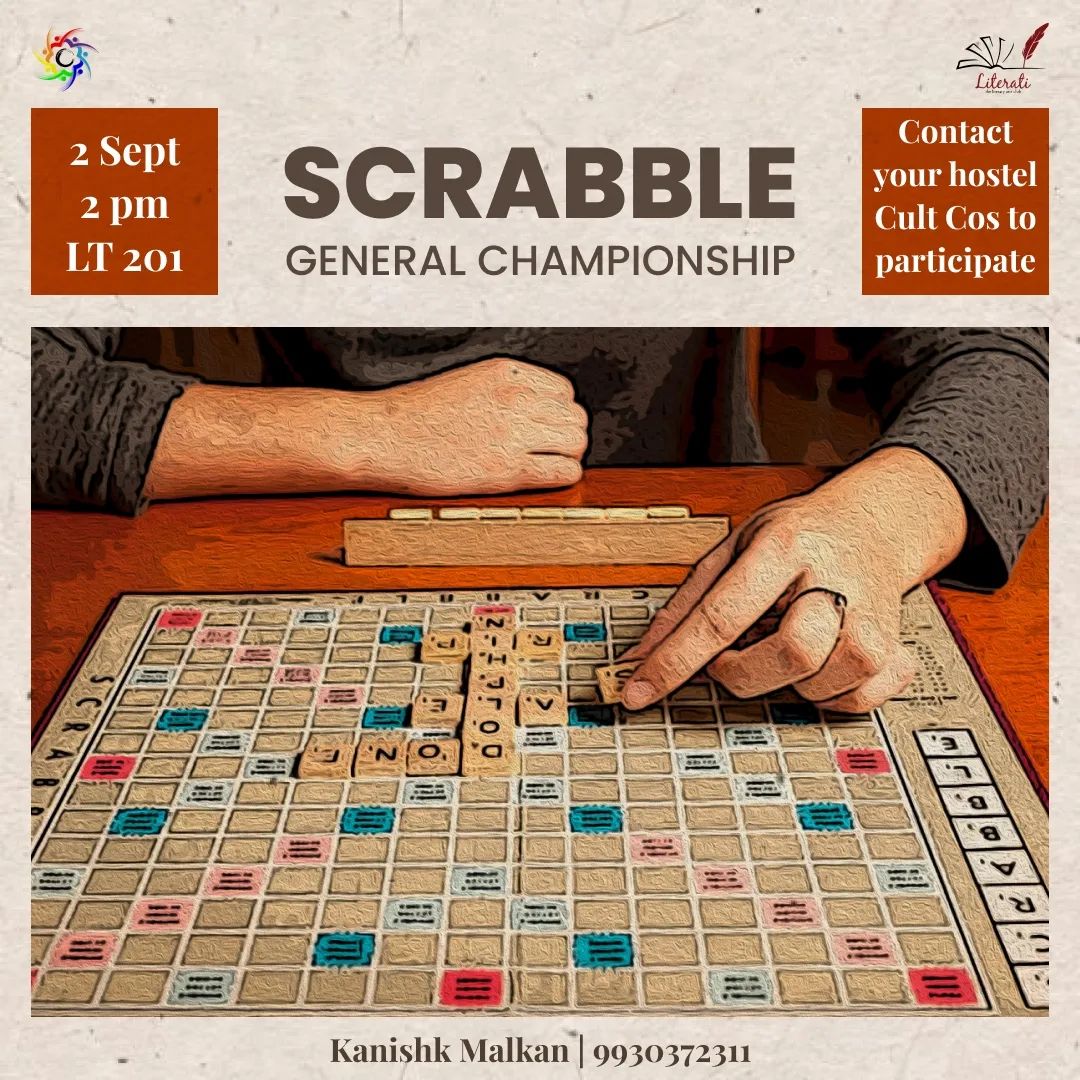 C
Literati
2 Sept
2 pm
LT 201
SCRABBLE
GENERAL CHAMPIONSHIP
Contact
your hostel
Cult Cos to
participate
Kanishk Malkan | 9930372311